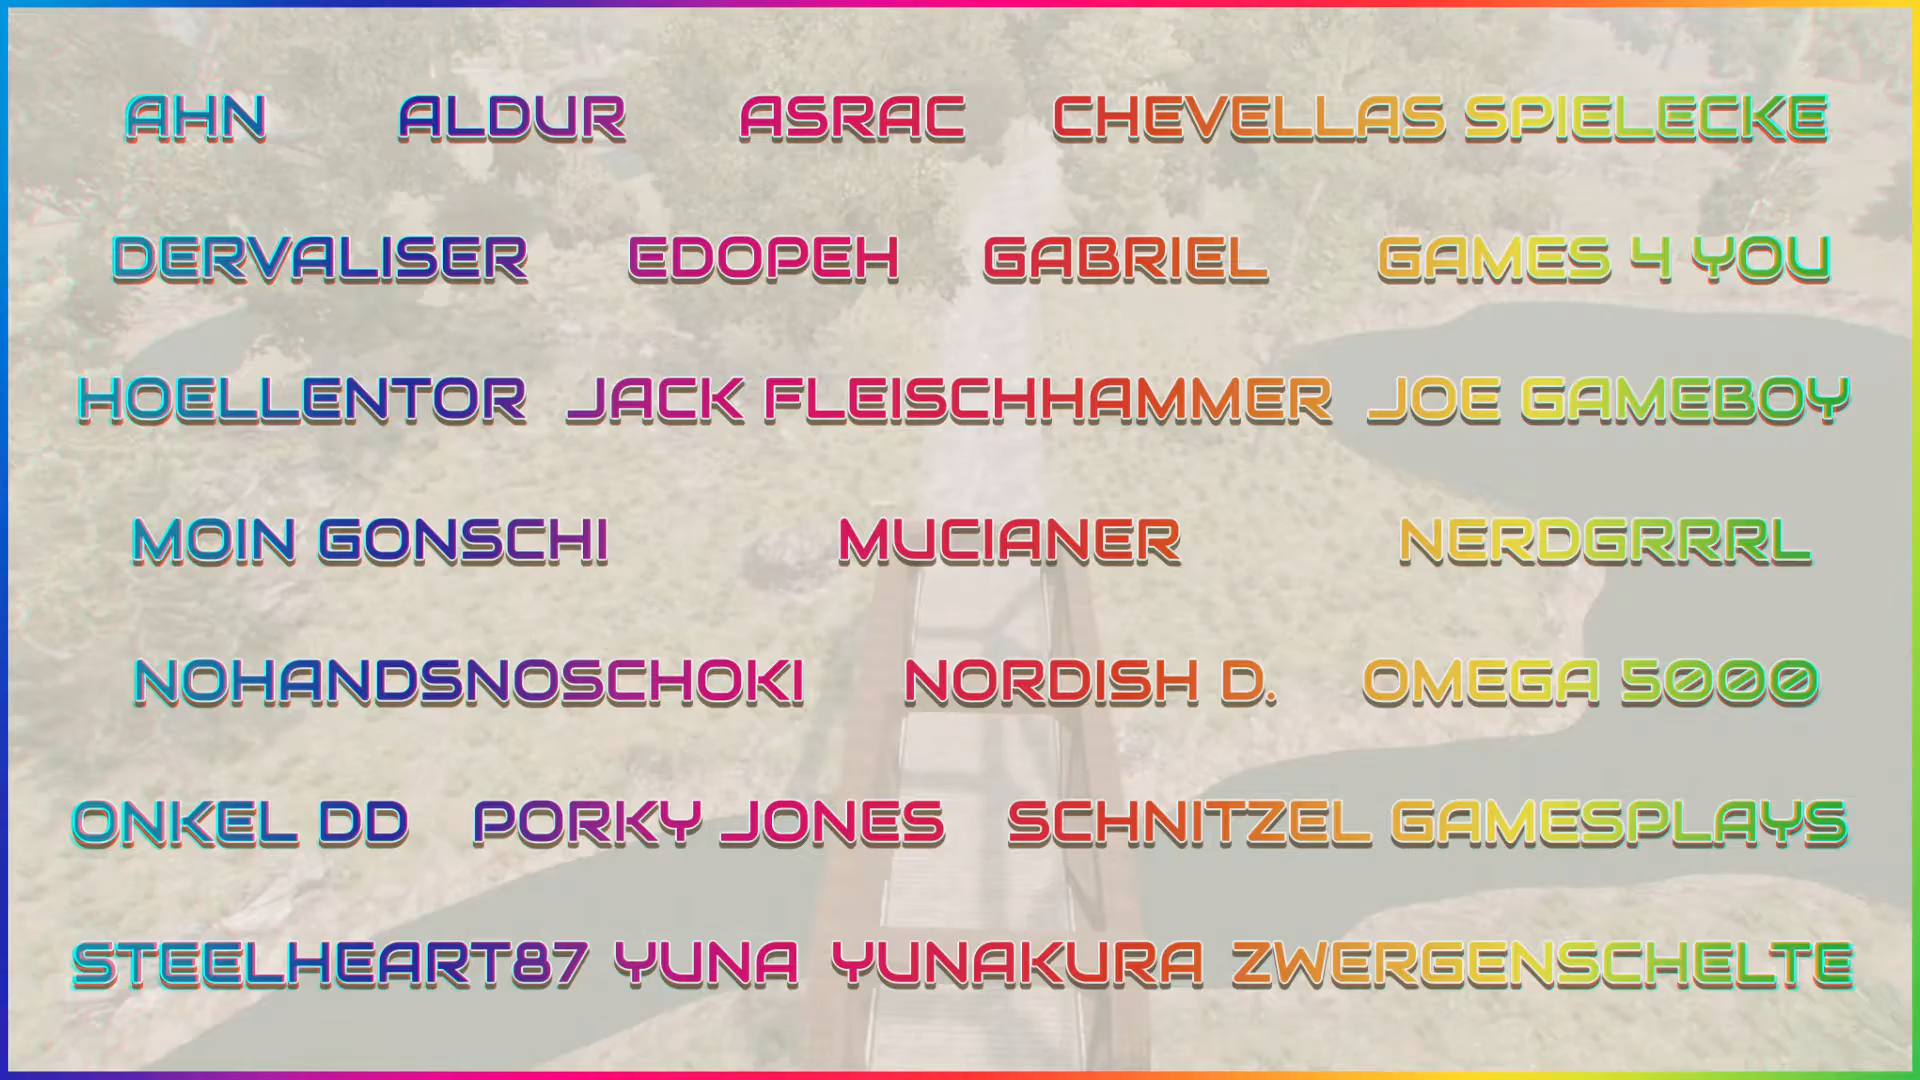 AHN ALDUR ASRAC CHEVELLAS SPIELECKE
DERVALISER EDOPEH GABRIEL GAMES 4 YOU
HOELLENTOR JACK FLEISCHHAMMER JOE GAMEBOY
MOIN GONSCHI MUCIANER NERDGRRRL
NOHANDSNOSCHOKI NORDISH D. OMEGA 5000
ONKEL DD PORKY JONES SCHNITZEL GAMESPLAYS
STEELHEART87 YUNA YUNAKURA ZWERGENSCHELTE